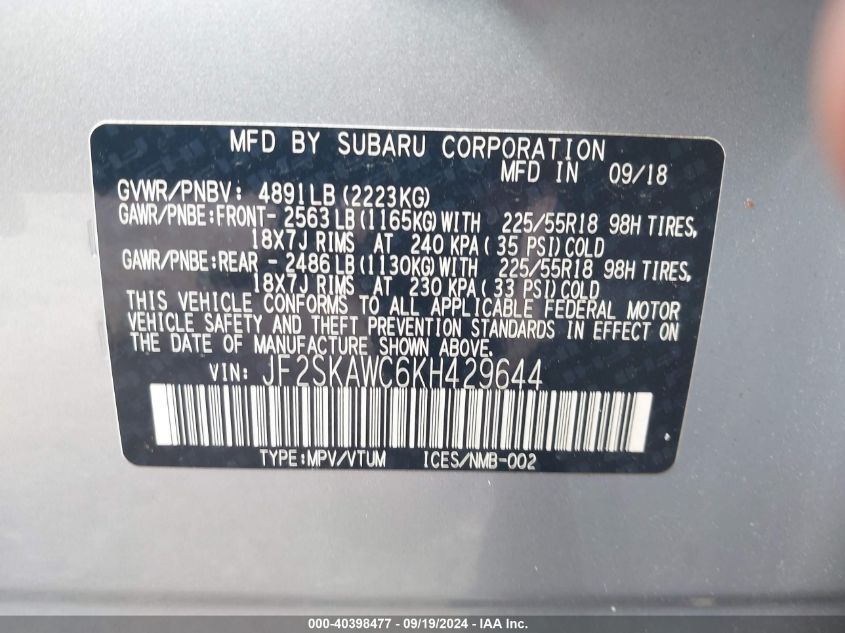 MFD BY SUBARU CORPORATION
MFD IN 09/18
GVWR/PNBV: 4891LB (2223KG)
GAWR/PNBE:FRONT- 2563 LB (1165KG) WITH 225/55R18 98H TIRES,
18X7J RIMS AT 240 KPA ( 35 PSI) COLD
GAWR/PNBE:REAR - 2486 LB (1130KG) WITH 225/55R18 98H TIRES,
18X7J RIMS AT 230 KPA ( 33 PSI) COLD
THIS VEHICLE CONFORMS TO ALL APPLICABLE FEDERAL MOTOR
VEHICLE SAFETY AND THEFT PREVENTION STANDARDS IN EFFECT ON
THE DATE OF MANUFACTURE SHOWN ABOVE.
VIN: JF2SKAWC6KH429644
TYPE:MPV/VTUM ICES/NMB-002
000-40398477 - 09/19/2024 - IAA Inc.